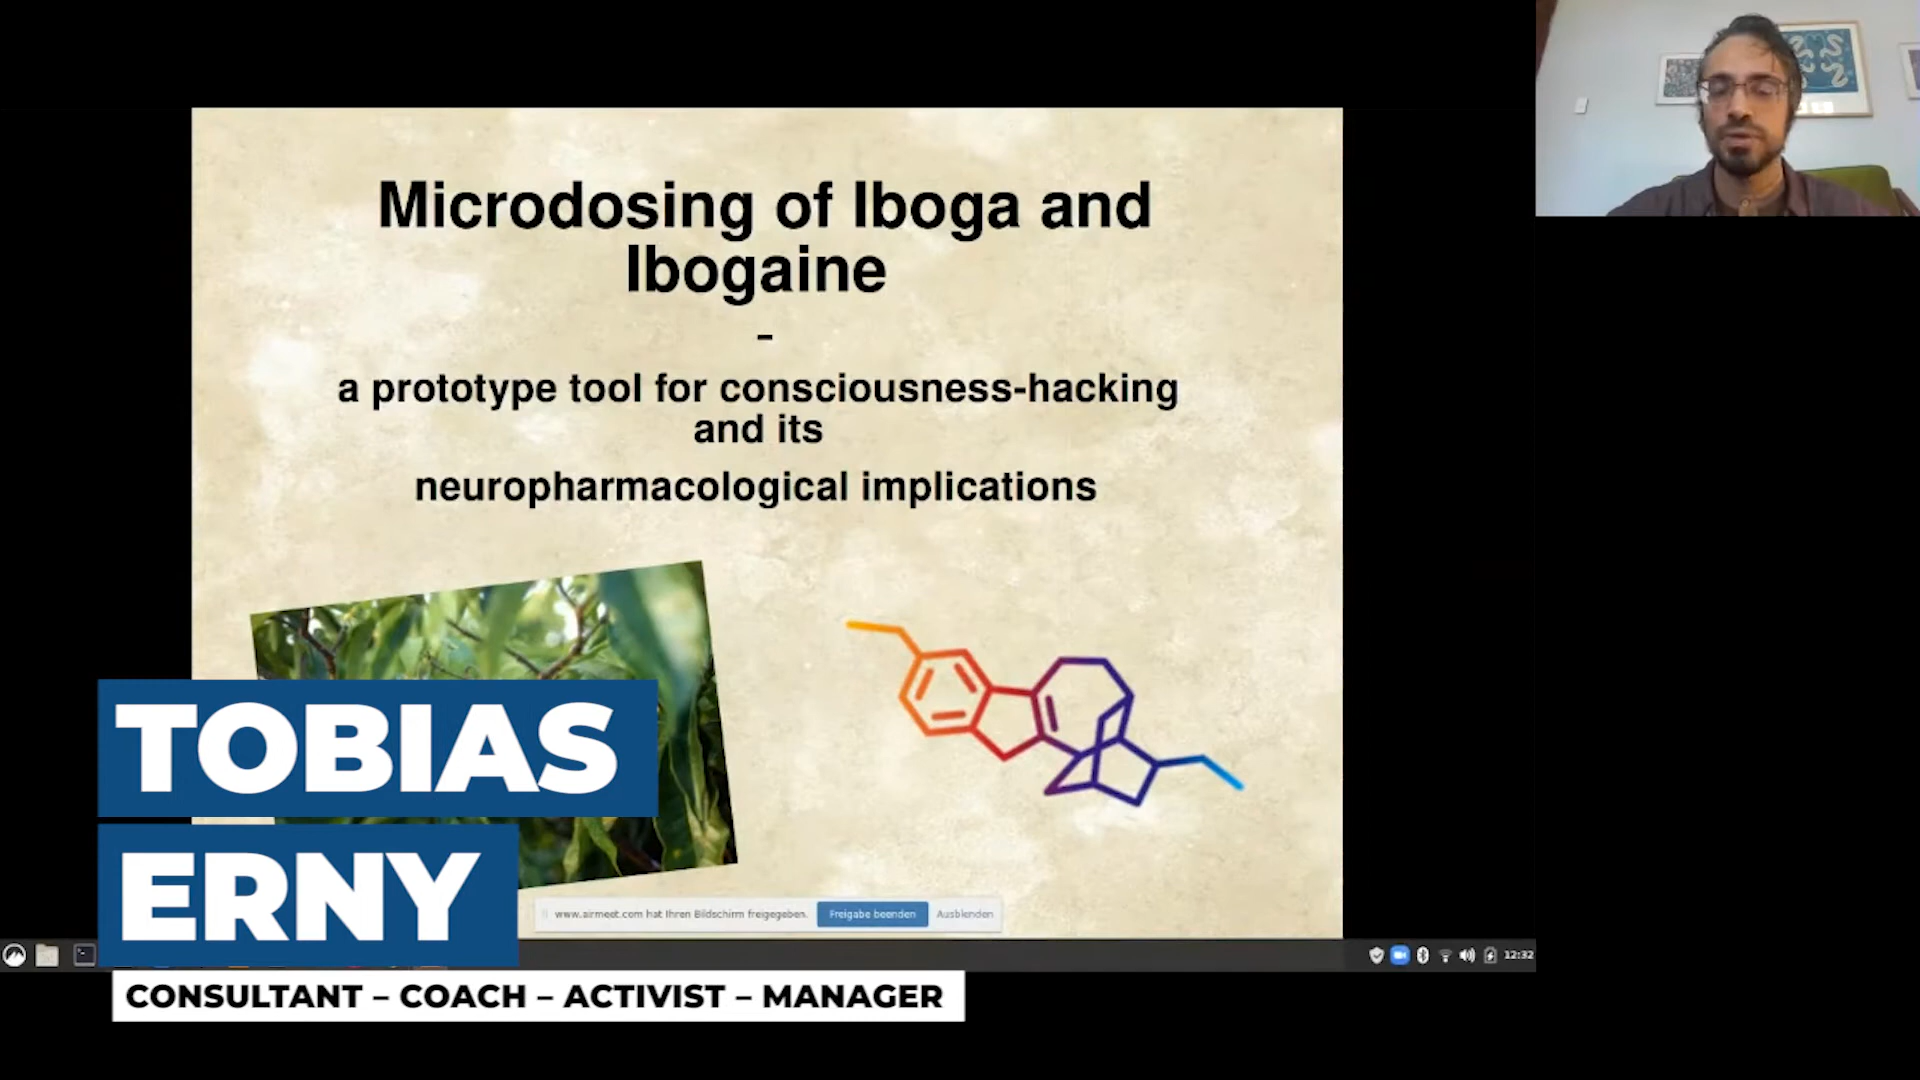 Microdosing of Iboga and
Ibogaine
-
a prototype tool for consciousness-hacking
and its
neuropharmacological implications
TOBIAS
ERNY
CONSULTANT – COACH – ACTIVIST – MANAGER
www.airmeet.com hat Ihren Bildschirm freigegeben. Freigabe beenden Ausblenden
12:32